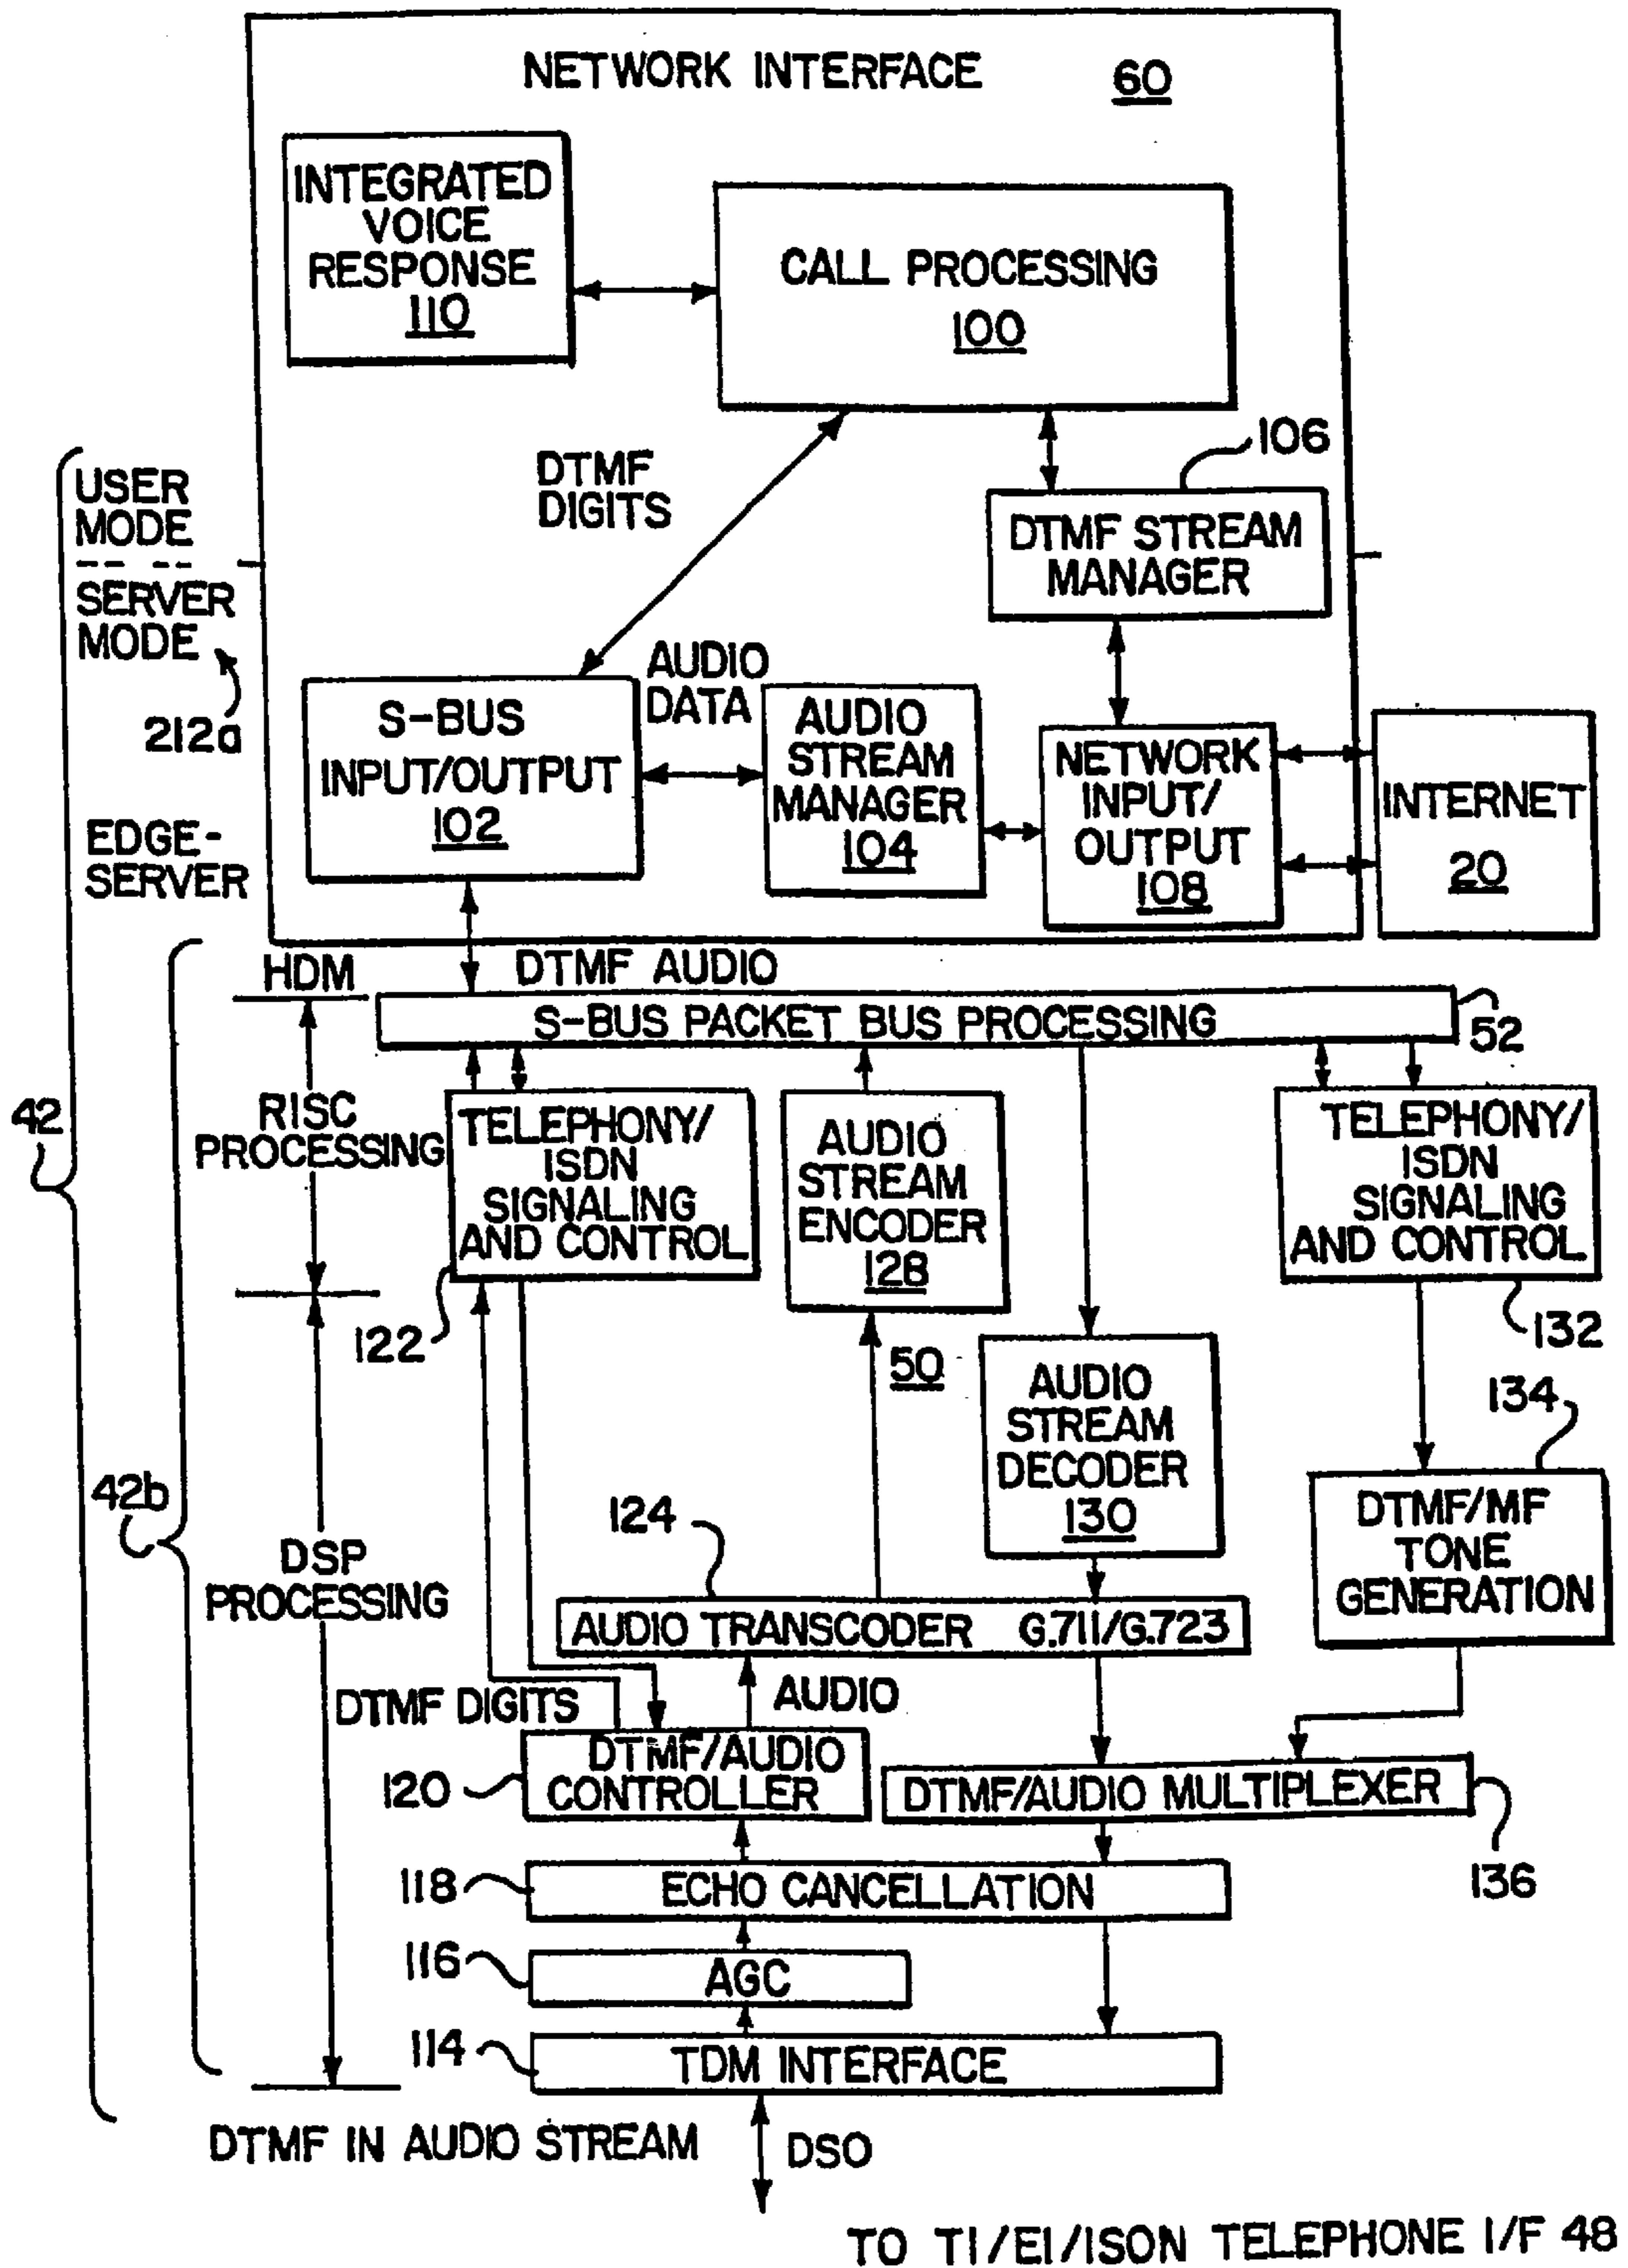 NETWORK INTERFACE 60
INTEGRATED
VOICE
RESPONSE
110
CALL PROCESSING
100
DTMF
DIGITS
106
USER
MODE
DTMF STREAM
MANAGER
SERVER
MODE
212a
AUDIO
DATA
S-BUS
INPUT/OUTPUT
102
AUDIO
STREAM
MANAGER
104
NETWORK
INPUT/
OUTPUT
108
INTERNET
20
EDGE-
SERVER
HDM
DTMF AUDIO
S-BUS PACKET BUS PROCESSING
52
42
RISC
PROCESSING
TELEPHONY/
ISDN
SIGNALING
AND CONTROL
122
AUDIO
STREAM
ENCODER
128
TELEPHONY/
ISDN
SIGNALING
AND CONTROL
132
50
AUDIO
STREAM
DECODER
130
134
DTMF/MF
TONE
GENERATION
42b
124
DSP
PROCESSING
AUDIO TRANSCODER G.711/G.723
DTMF DIGITS
AUDIO
DTMF/AUDIO
CONTROLLER
120
DTMF/AUDIO MULTIPLEXER
136
118
ECHO CANCELLATION
116
AGC
114
TDM INTERFACE
DTMF IN AUDIO STREAM
DSO
TO T1/E1/ISON TELEPHONE I/F 48